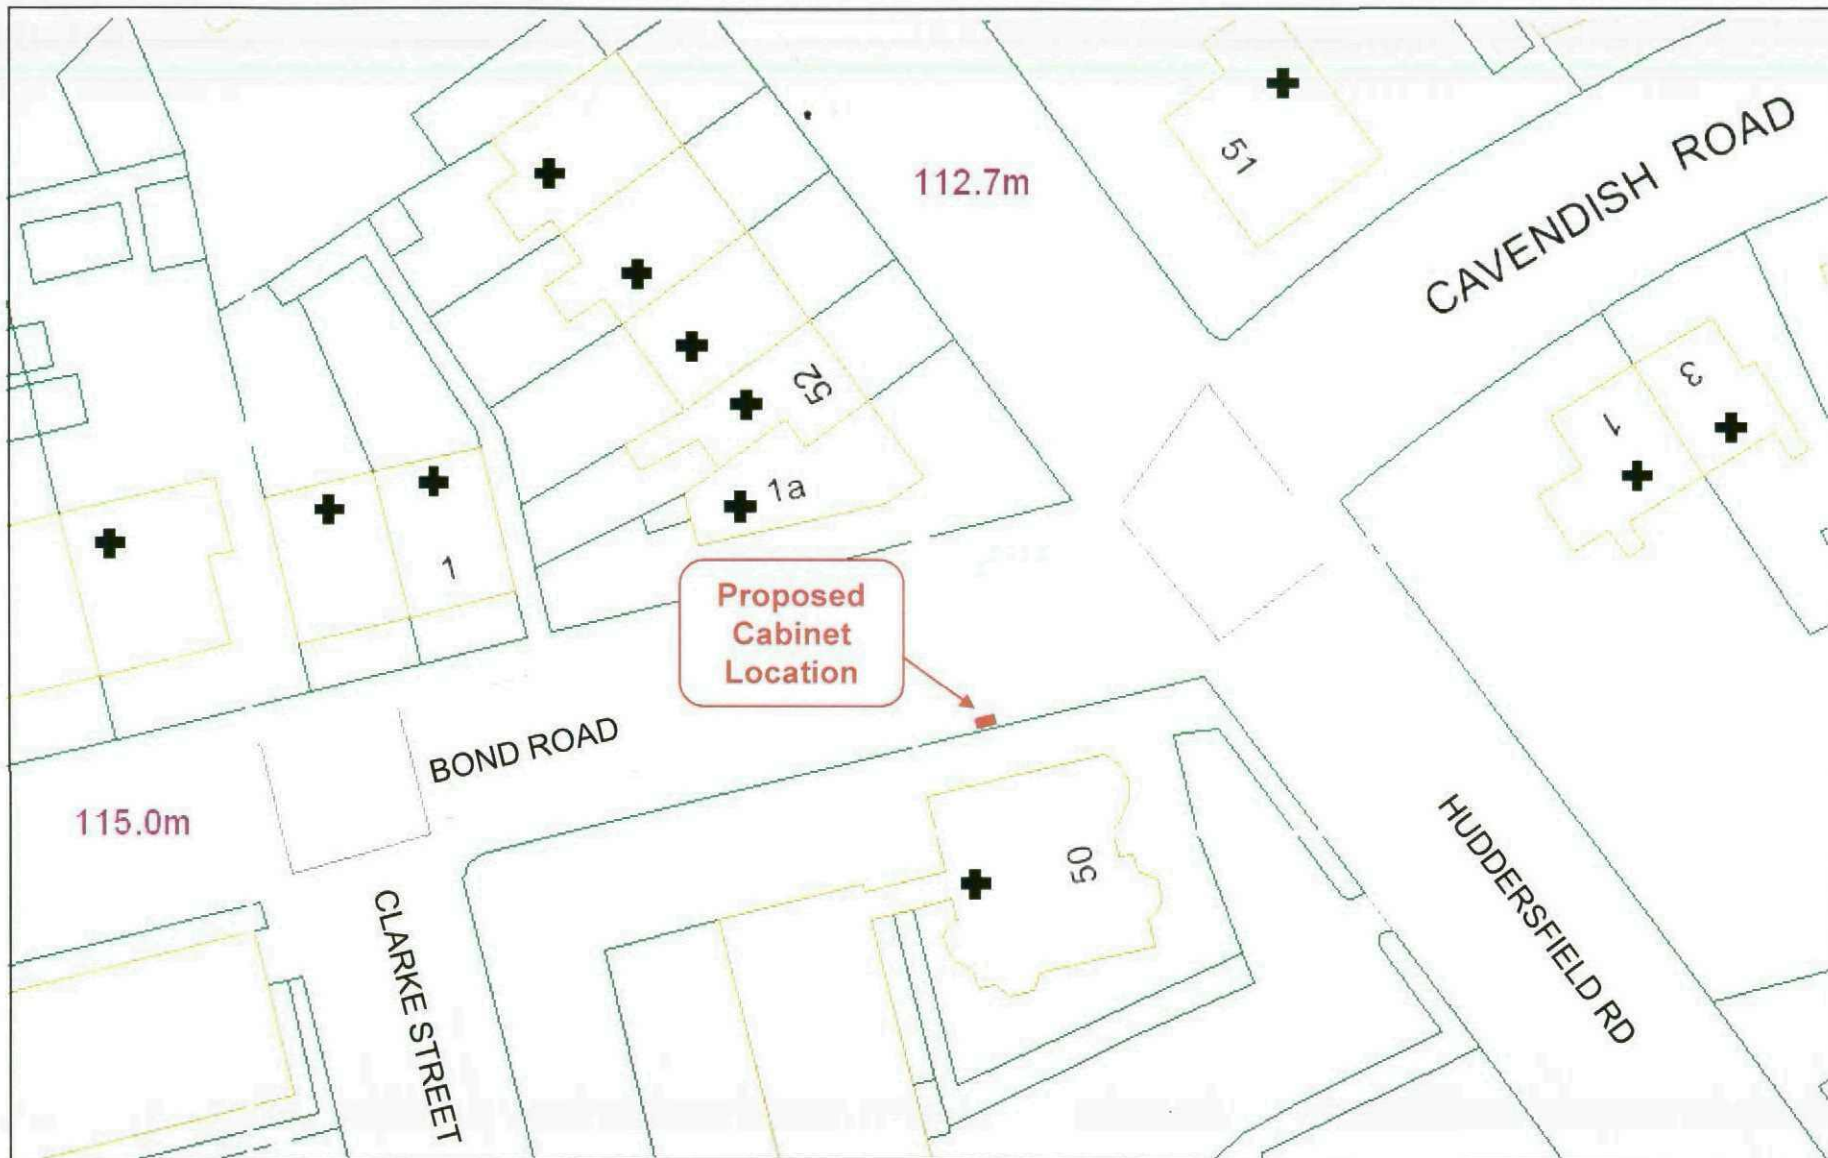 51
CAVENDISH ROAD
112.7m
52
3
1
1a
1
Proposed
Cabinet
Location
BOND ROAD
115.0m
50
HUDDERSFIELD RD
CLARKE STREET